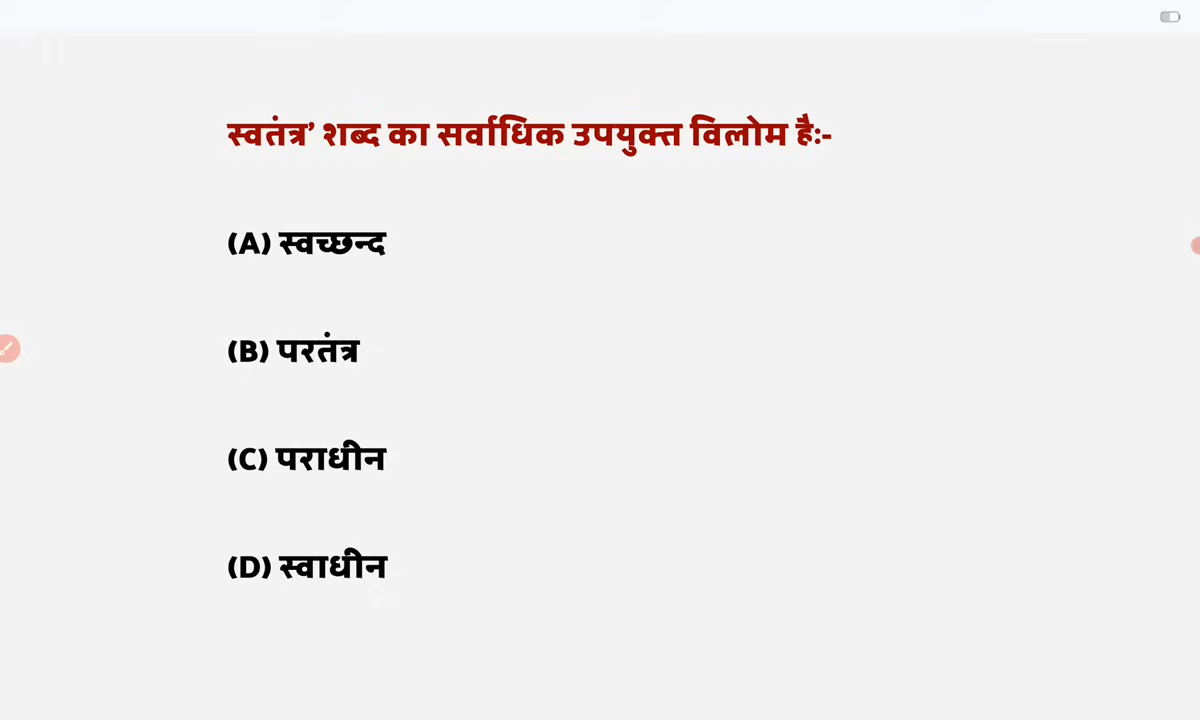 स्वतंत्र’ शब्द का सर्वाधिक उपयुक्त विलोम हैः-
(A) स्वच्छन्द
(B) परतंत्र
(C) पराधीन
(D) स्वाधीन